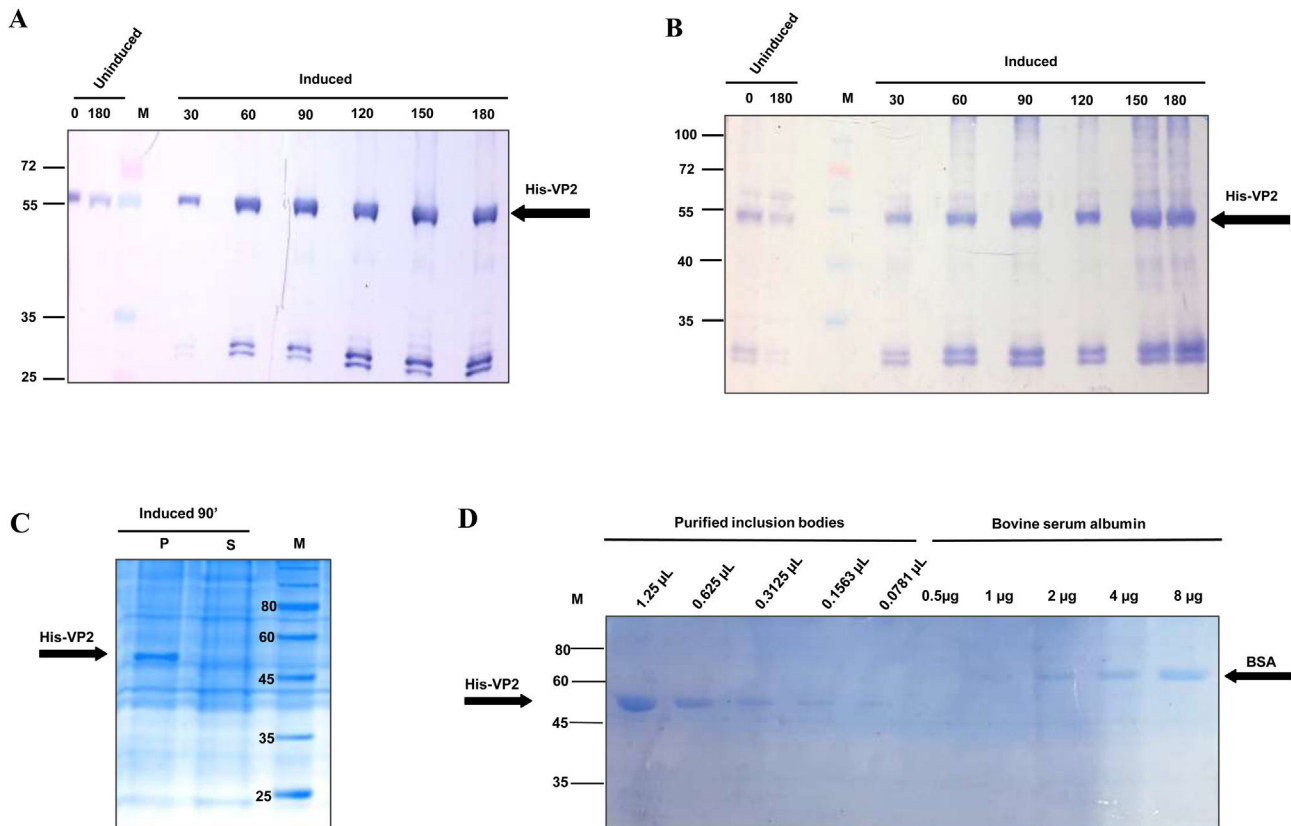 A
Uninduced
Induced
0 180 M 30 60 90 120 150 180
72
55
35
25
His-VP2
B
Uninduced
Induced
0 180 M 30 60 90 120 150 180
100
72
55
40
35
His-VP2
C
Induced 90’
P S M
80
60
45
35
25
His-VP2
D
Purified inclusion bodies
Bovine serum albumin
M 1.25 µL 0.625 µL 0.3125 µL 0.1563 µL 0.0781 µL 0.5µg 1 µg 2 µg 4 µg 8 µg
80
60
45
35
His-VP2
BSA